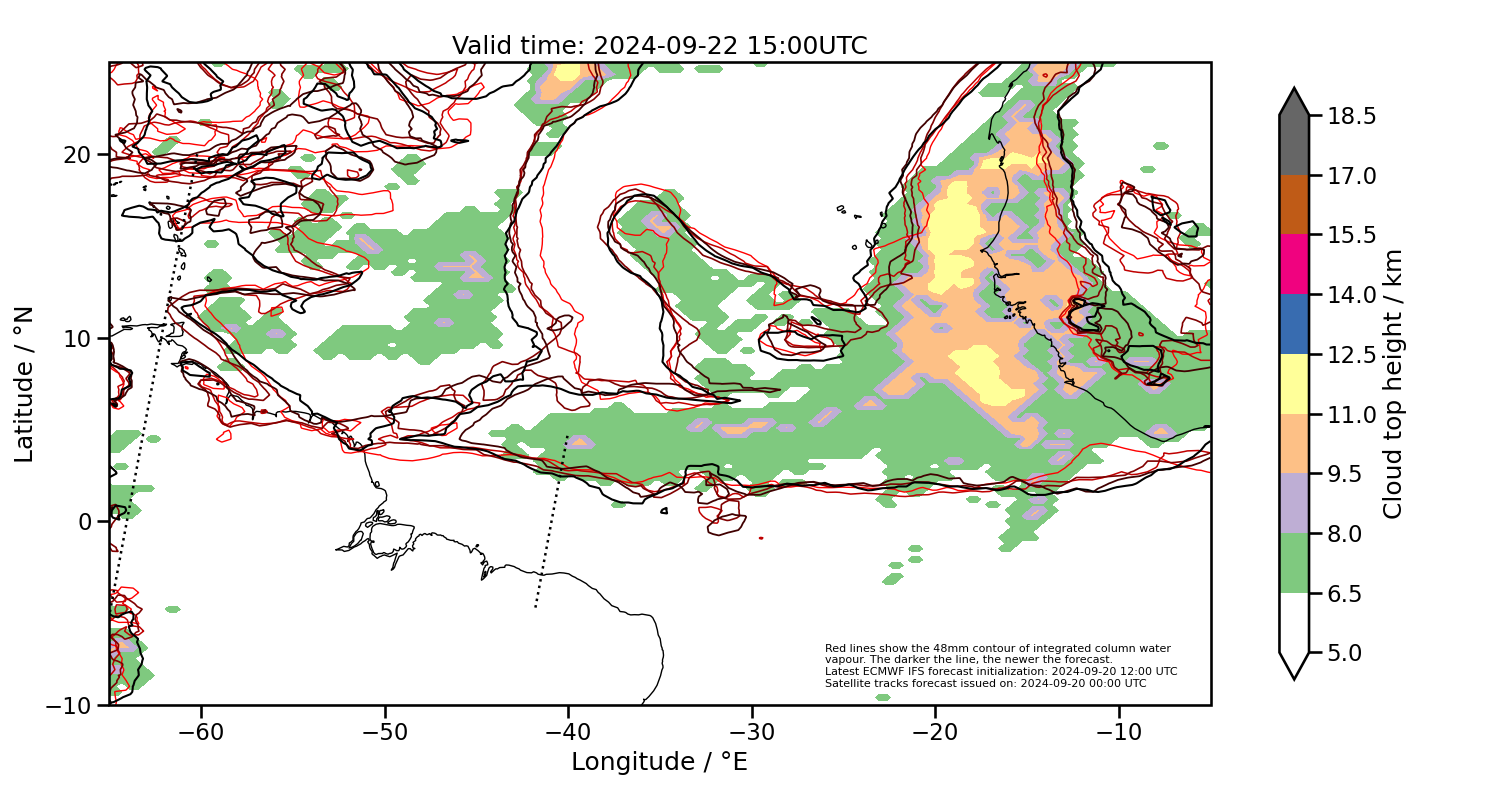 Valid time: 2024-09-22 15:00UTC
20
10
0
−10
Latitude / °N
−60
−50
−40
−30
−20
−10
Longitude / °E
Red lines show the 48mm contour of integrated column water
vapour. The darker the line, the newer the forecast.
Latest ECMWF IFS forecast initialization: 2024-09-20 12:00 UTC
Satellite tracks forecast issued on: 2024-09-20 00:00 UTC
18.5
17.0
15.5
14.0
12.5
11.0
9.5
8.0
6.5
5.0
Cloud top height / km